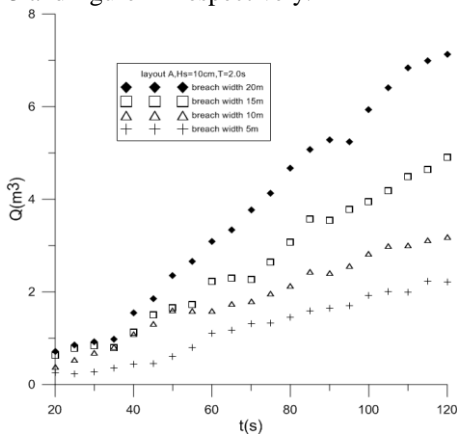 8
layout A,Hs=10cm,T=2.0s
breach width 20m
breach width 15m
breach width 10m
breach width 5m
6
Q(m3)
4
2
0
20 40 60 80 100 120
t(s)